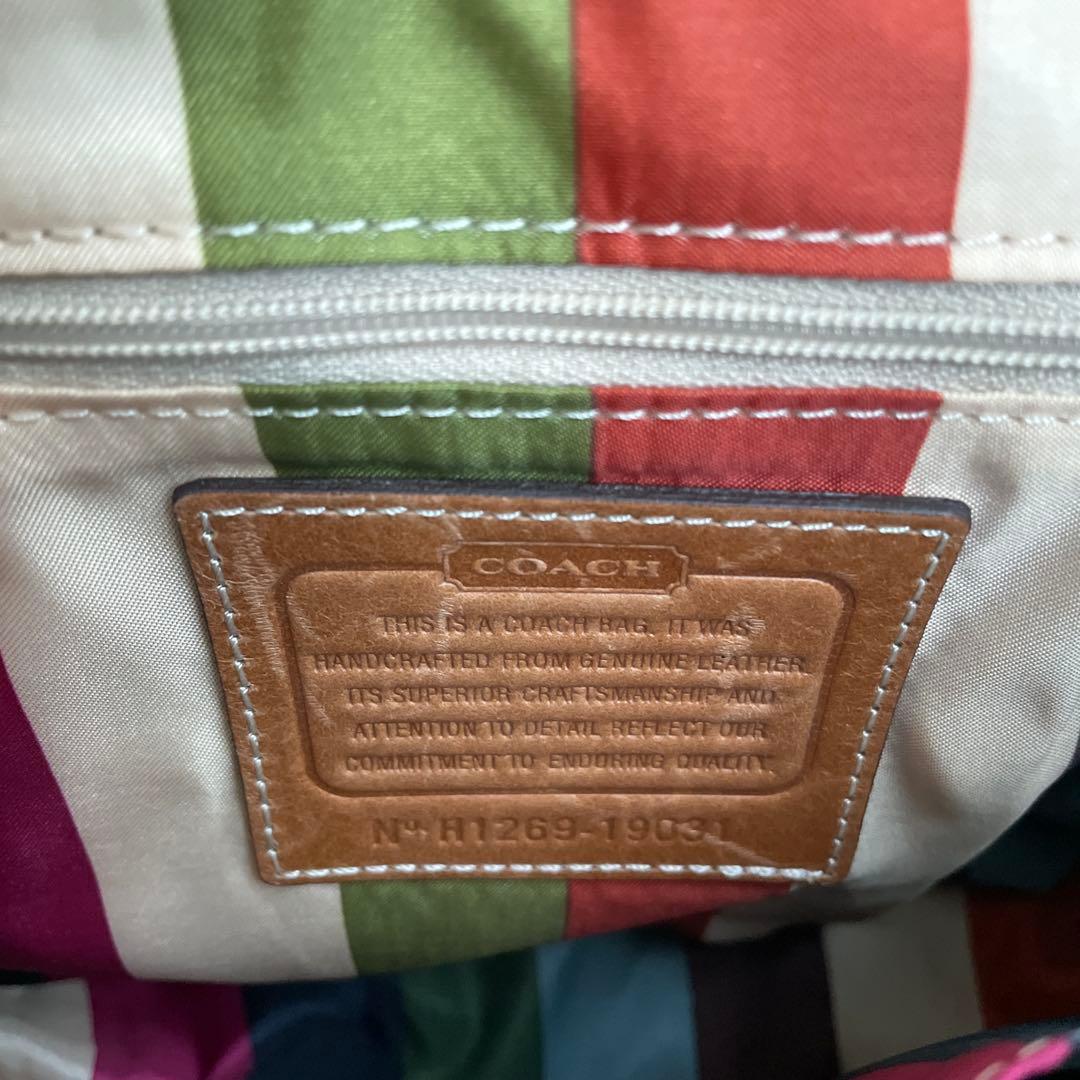 COACH
THIS IS A COACH BAG. IT WAS
HANDCRAFTED FROM GENUINE LEATHER.
ITS SUPERIOR CRAFTSMANSHIP AND
ATTENTION TO DETAIL REFLECT OUR
COMMITMENT TO ENDURING QUALITY.
No. H1269-19031